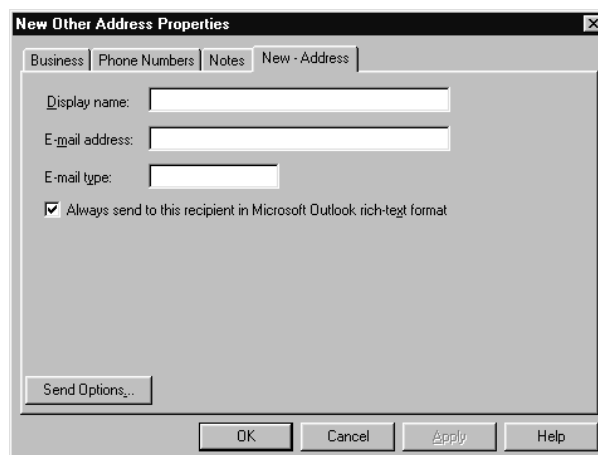 New Other Address Properties
Business Phone Numbers Notes New - Address
Display name:
E-mail address:
E-mail type:
Always send to this recipient in Microsoft Outlook rich-text format
Send Options...
OK Cancel Apply Help